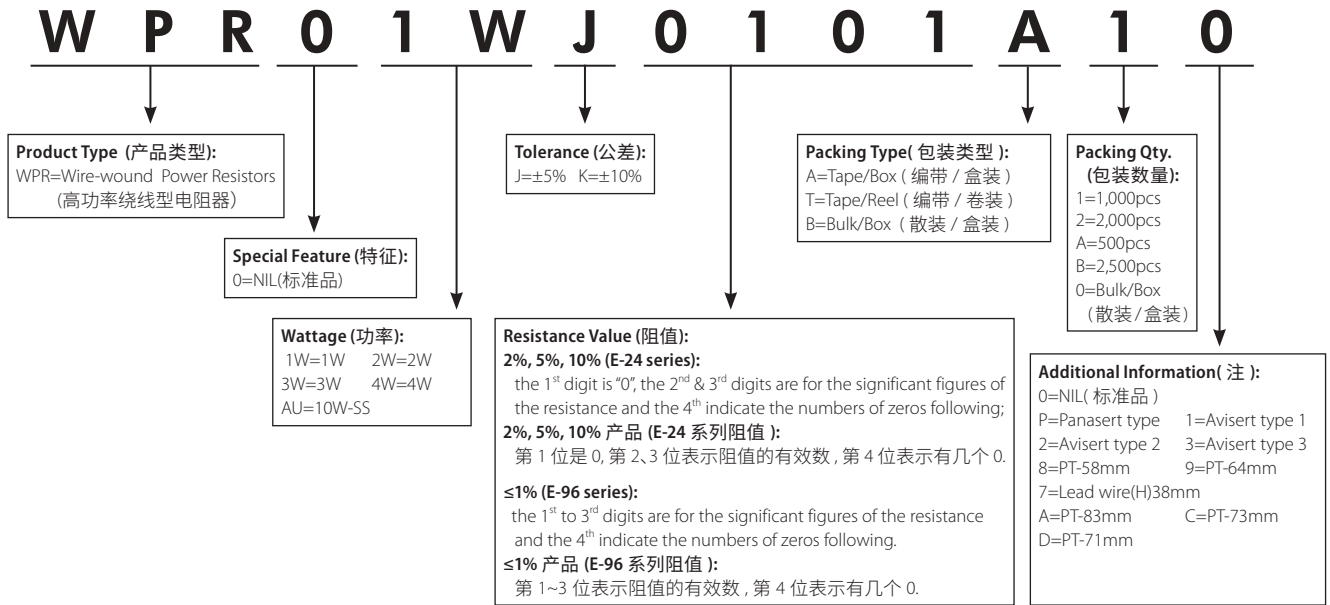 W P R 0 1 W J 0 1 0 1 A 1 0
Product Type (产品类型):
WPR=Wire-wound Power Resistors
(高功率绕线型电阻器)
Special Feature (特征):
0=NIL(标准品)
Wattage (功率):
1W=1W 2W=2W
3W=3W 4W=4W
AU=10W-SS
Tolerance (公差):
J=±5% K=±10%
Resistance Value (阻值):
2%, 5%, 10% (E-24 series):
the 1st digit is "0", the 2nd & 3rd digits are for the significant figures of
the resistance and the 4th indicate the numbers of zeros following;
2%, 5%, 10% 产品 (E-24 系列阻值 ):
第 1 位是 0, 第 2、3 位表示阻值的有效数 , 第 4 位表示有几个 0.
≤1% (E-96 series):
the 1st to 3rd digits are for the significant figures of the resistance
and the 4th indicate the numbers of zeros following.
≤1% 产品 (E-96 系列阻值 ):
第 1~3 位表示阻值的有效数 , 第 4 位表示有几个 0.
Packing Type( 包装类型 ):
A=Tape/Box ( 编带 / 盒装 )
T=Tape/Reel ( 编带 / 卷装 )
B=Bulk/Box ( 散装 / 盒装 )
Packing Qty.
(包装数量):
1=1,000pcs
2=2,000pcs
A=500pcs
B=2,500pcs
0=Bulk/Box
(散装/盒装)
Additional Information( 注 ):
0=NIL( 标准品 )
P=Panasert type 1=Avisert type 1
2=Avisert type 2 3=Avisert type 3
8=PT-58mm 9=PT-64mm
7=Lead wire(H)38mm
A=PT-83mm C=PT-73mm
D=PT-71mm